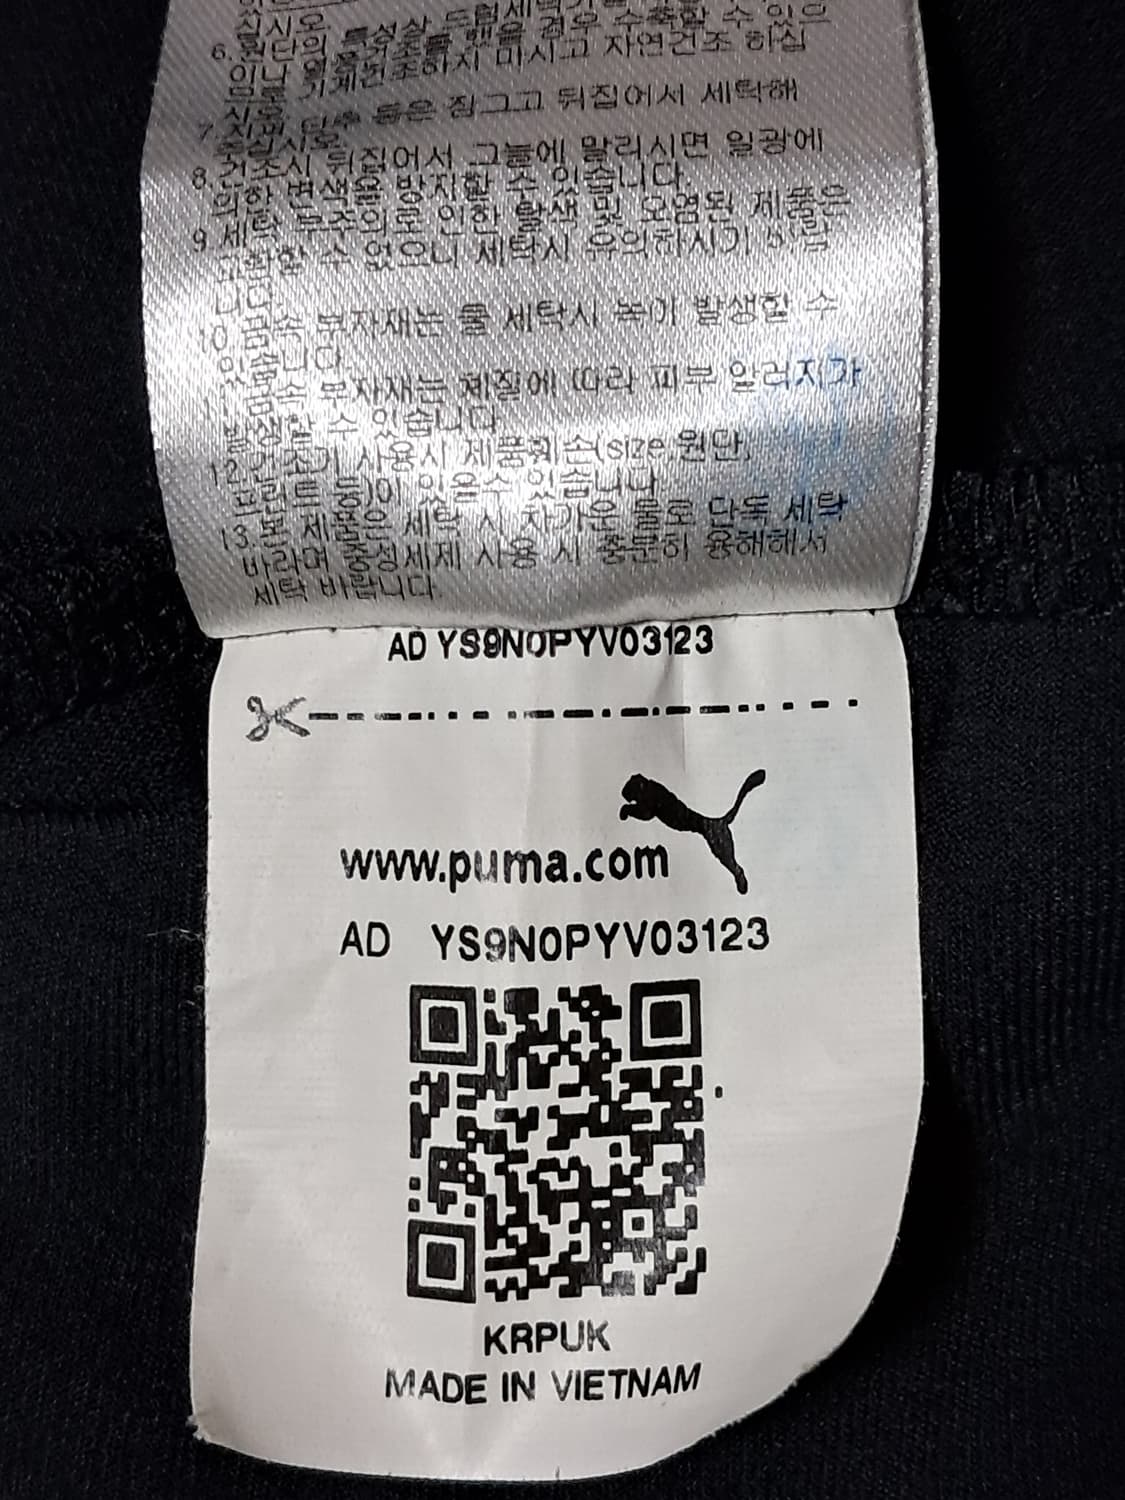 십시오.
6. 원단의 특성상 드럼세탁기
건조를 했을 경우 수축할 수 있으
니 기계건조하지 마시고 자연건조 하십
시오.
7. 지퍼, 단추 등은 잠그고 뒤집어서 세탁해
주십시오.
8. 건조시 뒤집어서 그늘에 말리시면 일광에
의한 변색을 방지할 수 있습니다.
9. 세탁 부주의로 인한 탈색 및 오염된 제품은
교환할 수 없으니 세탁시 유의하시기 바랍
니다.
10. 금속 부자재는 물 세탁시 녹이 발생할 수
있습니다.
11. 금속 부자재는 체질에 따라 피부 알러지가
발생할 수 있습니다.
12. 건조기 사용시 제품훼손(size 원단,
프린트 등)이 있을수 있습니다.
13. 본 제품은 세탁 시 차가운 물로 단독 세탁
바라며 중성세제 사용 시 충분히 용해해서
세탁 바랍니다.
AD YS9N0PYV03123
www.puma.com
AD YS9N0PYV03123
KRPUK
MADE IN VIETNAM